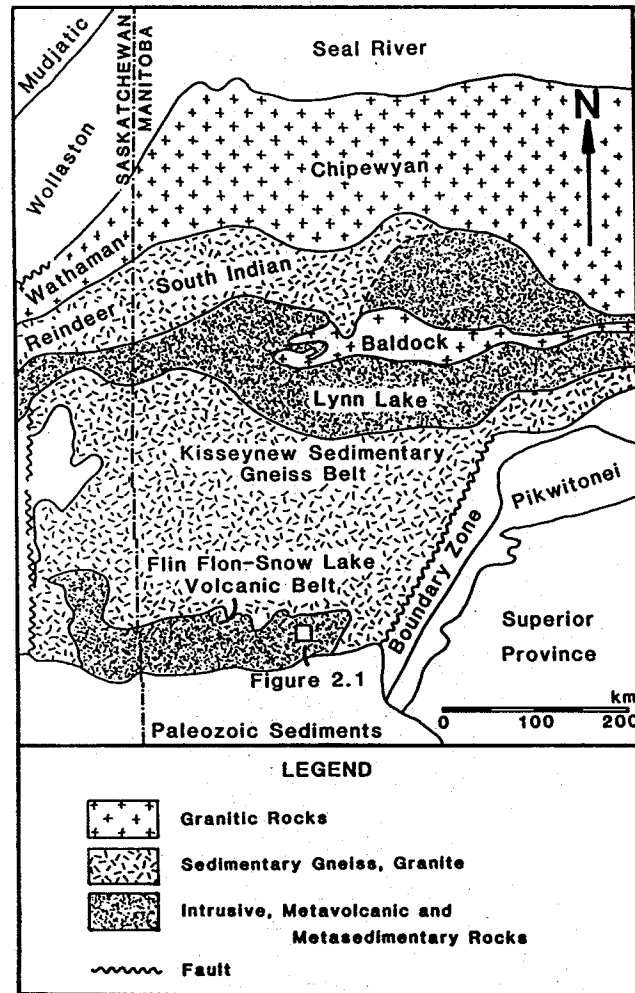 Mudjatic
Seal River
SASKATCHEWAN
MANITOBA
N
Wollaston
Chipewyan
Wathaman
South Indian
Reindeer
Baldock
Lynn Lake
Kisseynew Sedimentary
Gneiss Belt
Pikwitonei
Flin Flon-Snow Lake
Volcanic Belt
Boundary Zone
Superior
Province
Figure 2.1
km
0 100 200
Paleozoic Sediments
LEGEND
Granitic Rocks
Sedimentary Gneiss, Granite
Intrusive, Metavolcanic and
Metasedimentary Rocks
Fault